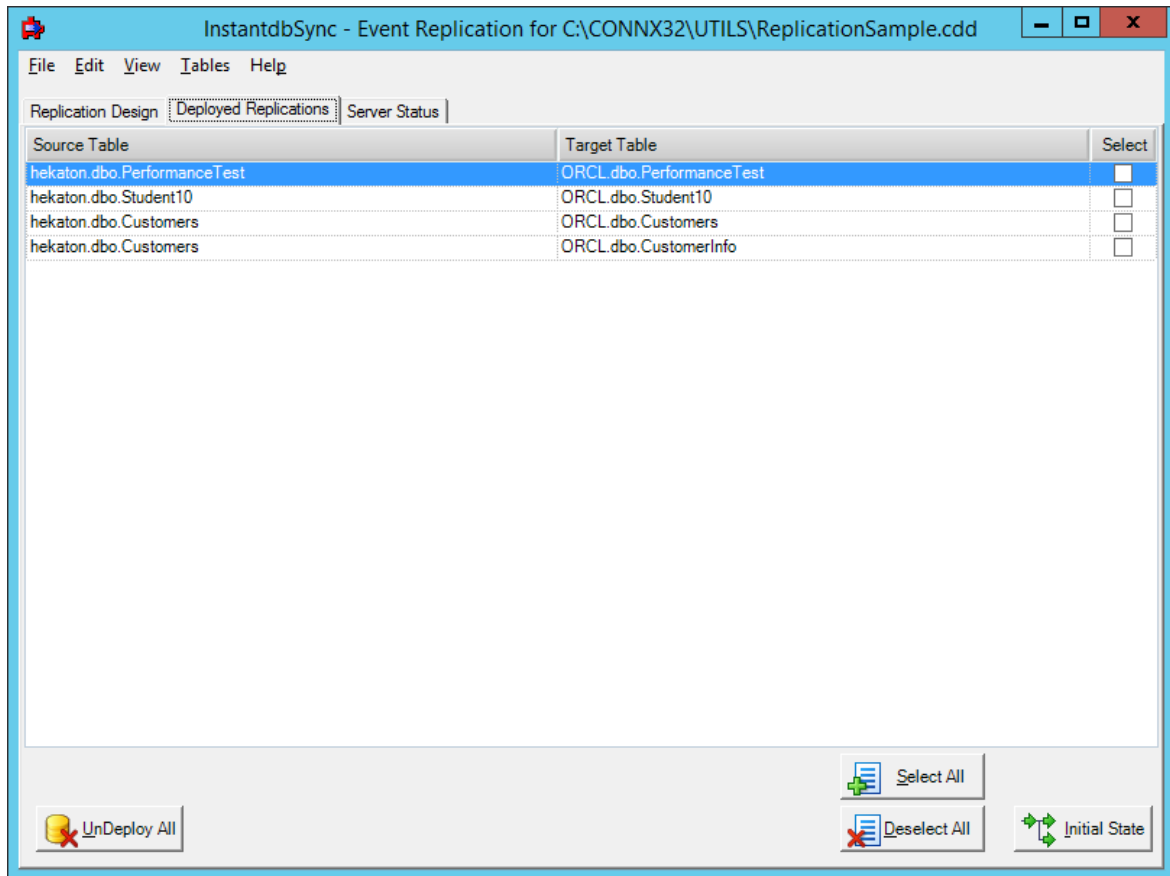 InstantdbSync - Event Replication for C:\CONNX32\UTILS\ReplicationSample.cdd
File Edit View Tables Help
Replication Design Deployed Replications Server Status
Source Table Target Table Select
hekaton.dbo.PerformanceTest ORCL.dbo.PerformanceTest
hekaton.dbo.Student10 ORCL.dbo.Student10
hekaton.dbo.Customers ORCL.dbo.Customers
hekaton.dbo.Customers ORCL.dbo.CustomerInfo
Select All
UnDeploy All Deselect All Initial State